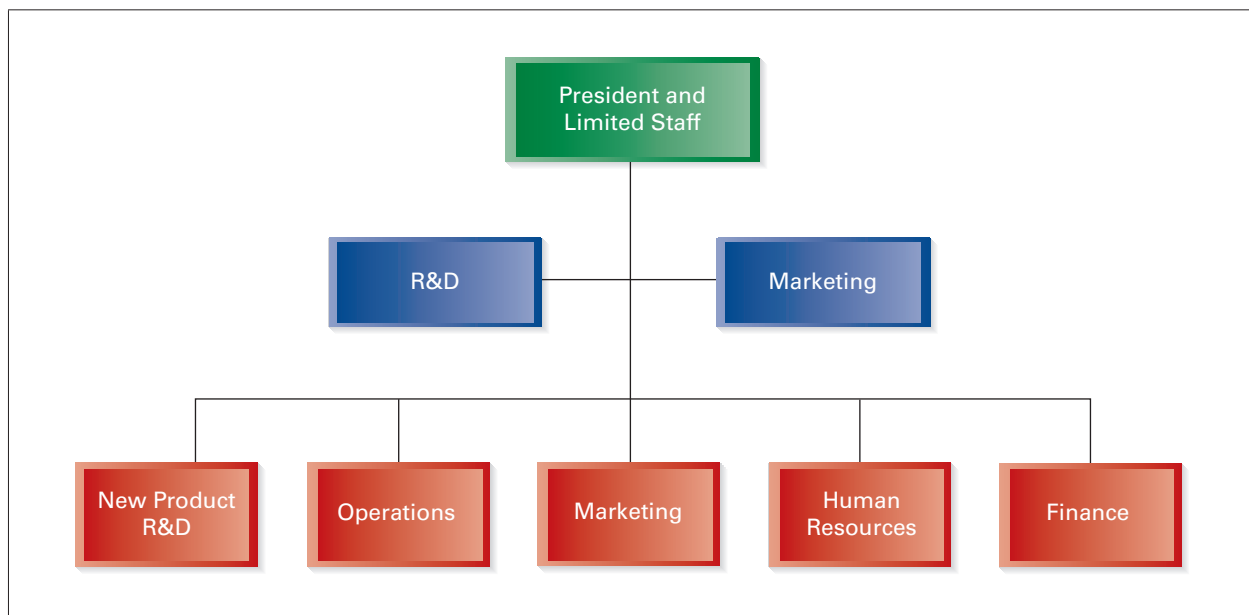 President and
Limited Staff
R&D
Marketing
New Product
R&D
Operations
Marketing
Human
Resources
Finance